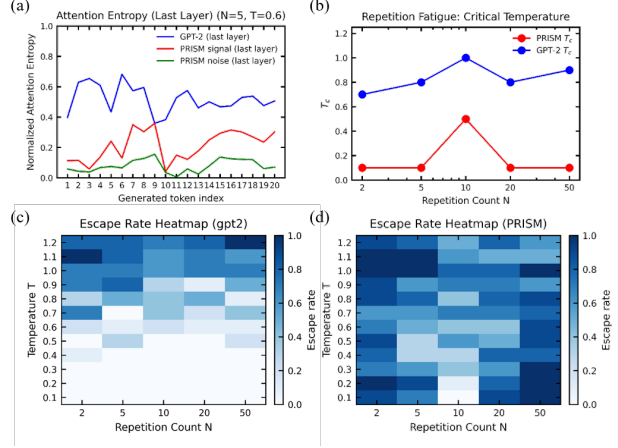 (a)
Attention Entropy (Last Layer) (N=5, T=0.6)
1.0
0.8
0.6
0.4
0.2
0.0
Normalized Attention Entropy
GPT-2 (last layer)
PRISM signal (last layer)
PRISM noise (last layer)
1 2 3 4 5 6 7 8 9 10 11 12 13 14 15 16 17 18 19 20
Generated token index
(b)
Repetition Fatigue: Critical Temperature
1.2
1.0
0.8
0.6
0.4
0.2
0.0
Tc
PRISM Tc
GPT-2 Tc
2 5 10 20 50
Repetition Count N
(c)
Escape Rate Heatmap (gpt2)
1.2
1.1
1.0
0.9
0.8
0.7
0.6
0.5
0.4
0.3
0.2
0.1
Temperature T
2 5 10 20 50
Repetition Count N
1.0
0.8
0.6
0.4
0.2
0.0
Escape rate
(d)
Escape Rate Heatmap (PRISM)
1.2
1.1
1.0
0.9
0.8
0.7
0.6
0.5
0.4
0.3
0.2
0.1
Temperature T
2 5 10 20 50
Repetition Count N
1.0
0.8
0.6
0.4
0.2
0.0
Escape rate